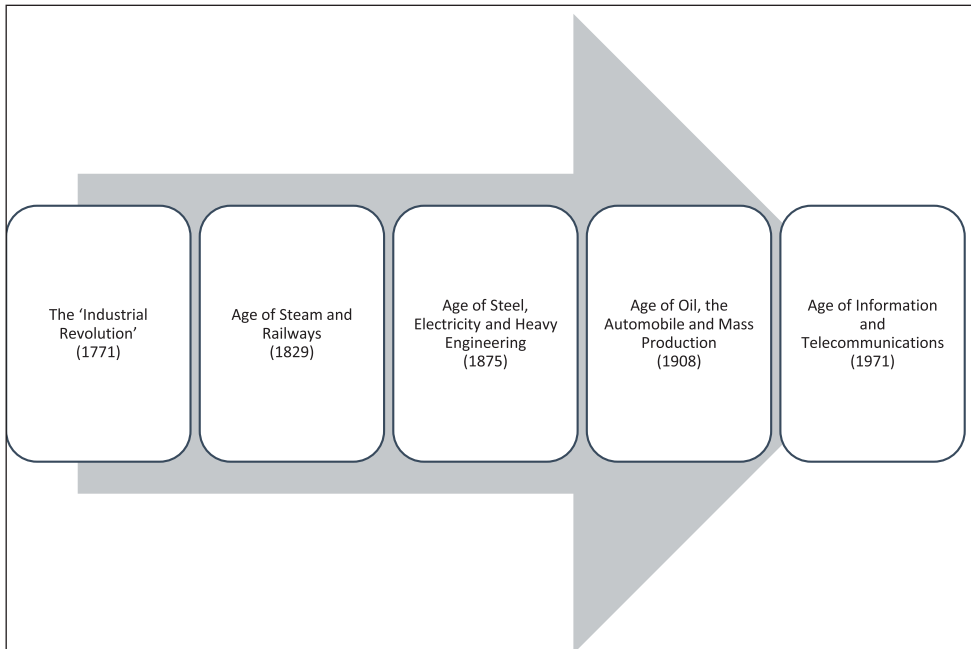 The ‘Industrial
Revolution’
(1771)
Age of Steam and
Railways
(1829)
Age of Steel,
Electricity and Heavy
Engineering
(1875)
Age of Oil, the
Automobile and Mass
Production
(1908)
Age of Information
and
Telecommunications
(1971)